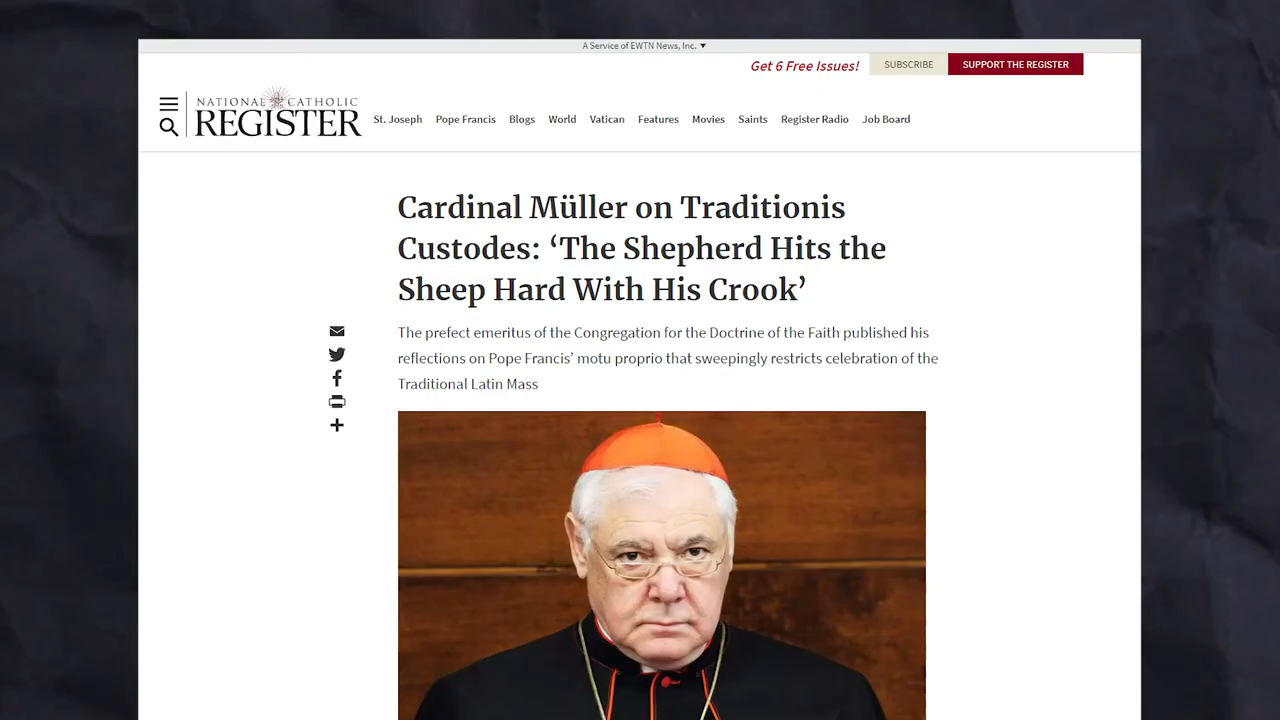 A Service of EWTN News, Inc. ▼
Get 6 Free Issues!
SUBSCRIBE
SUPPORT THE REGISTER
NATIONAL CATHOLIC
REGISTER
St. Joseph Pope Francis Blogs World Vatican Features Movies Saints Register Radio Job Board
Cardinal Müller on Traditionis
Custodes: ‘The Shepherd Hits the
Sheep Hard With His Crook’
The prefect emeritus of the Congregation for the Doctrine of the Faith published his
reflections on Pope Francis’ motu proprio that sweepingly restricts celebration of the
Traditional Latin Mass